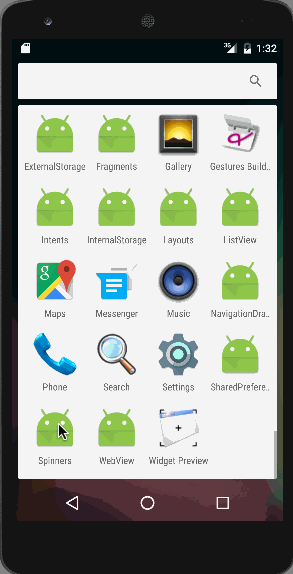 3G 1:32
ExternalStorage Fragments Gallery Gestures Build..
Intents InternalStorage Layouts ListView
Maps Messenger Music NavigationDra..
Phone Search Settings SharedPrefere..
Spinners WebView Widget Preview